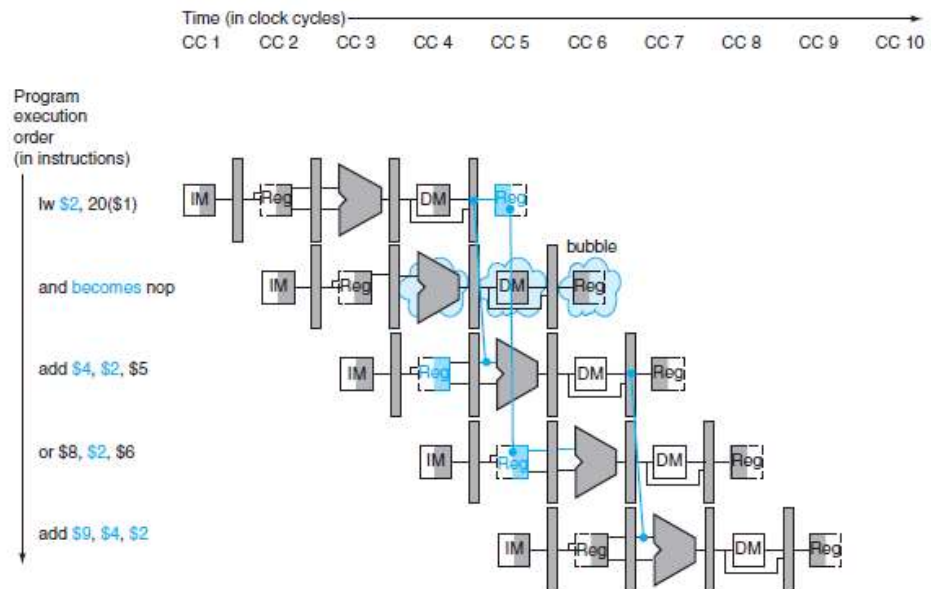 Time (in clock cycles)
CC 1 CC 2 CC 3 CC 4 CC 5 CC 6 CC 7 CC 8 CC 9 CC 10
Program
execution
order
(in instructions)
lw $2, 20($1)
IM Reg DM Reg
bubble
and becomes nop
IM Reg DM Reg
add $4, $2, $5
IM Reg DM Reg
or $8, $2, $6
IM Reg DM Reg
add $9, $4, $2
IM Reg DM Reg